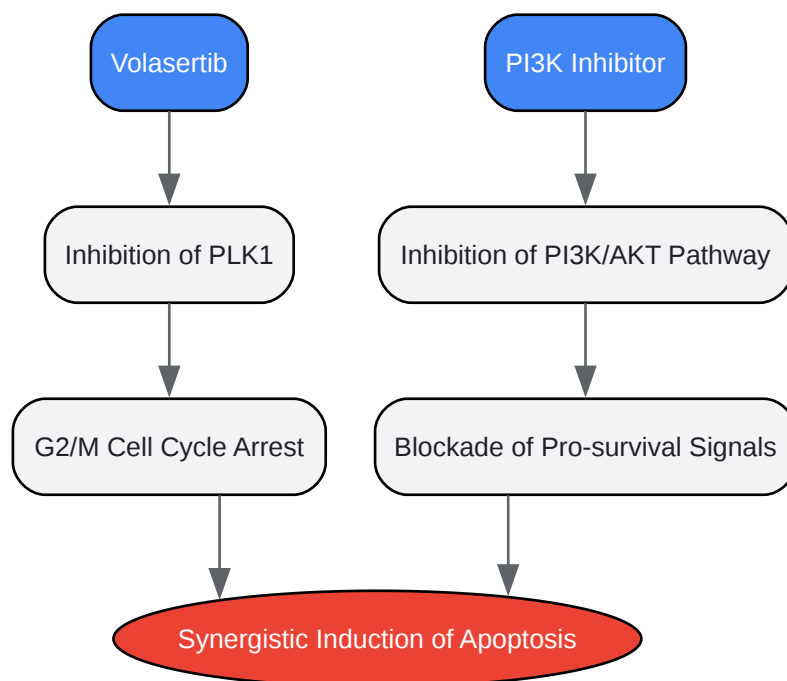 Volasertib
PI3K Inhibitor
Inhibition of PLK1
Inhibition of PI3K/AKT Pathway
G2/M Cell Cycle Arrest
Blockade of Pro-survival Signals
Synergistic Induction of Apoptosis